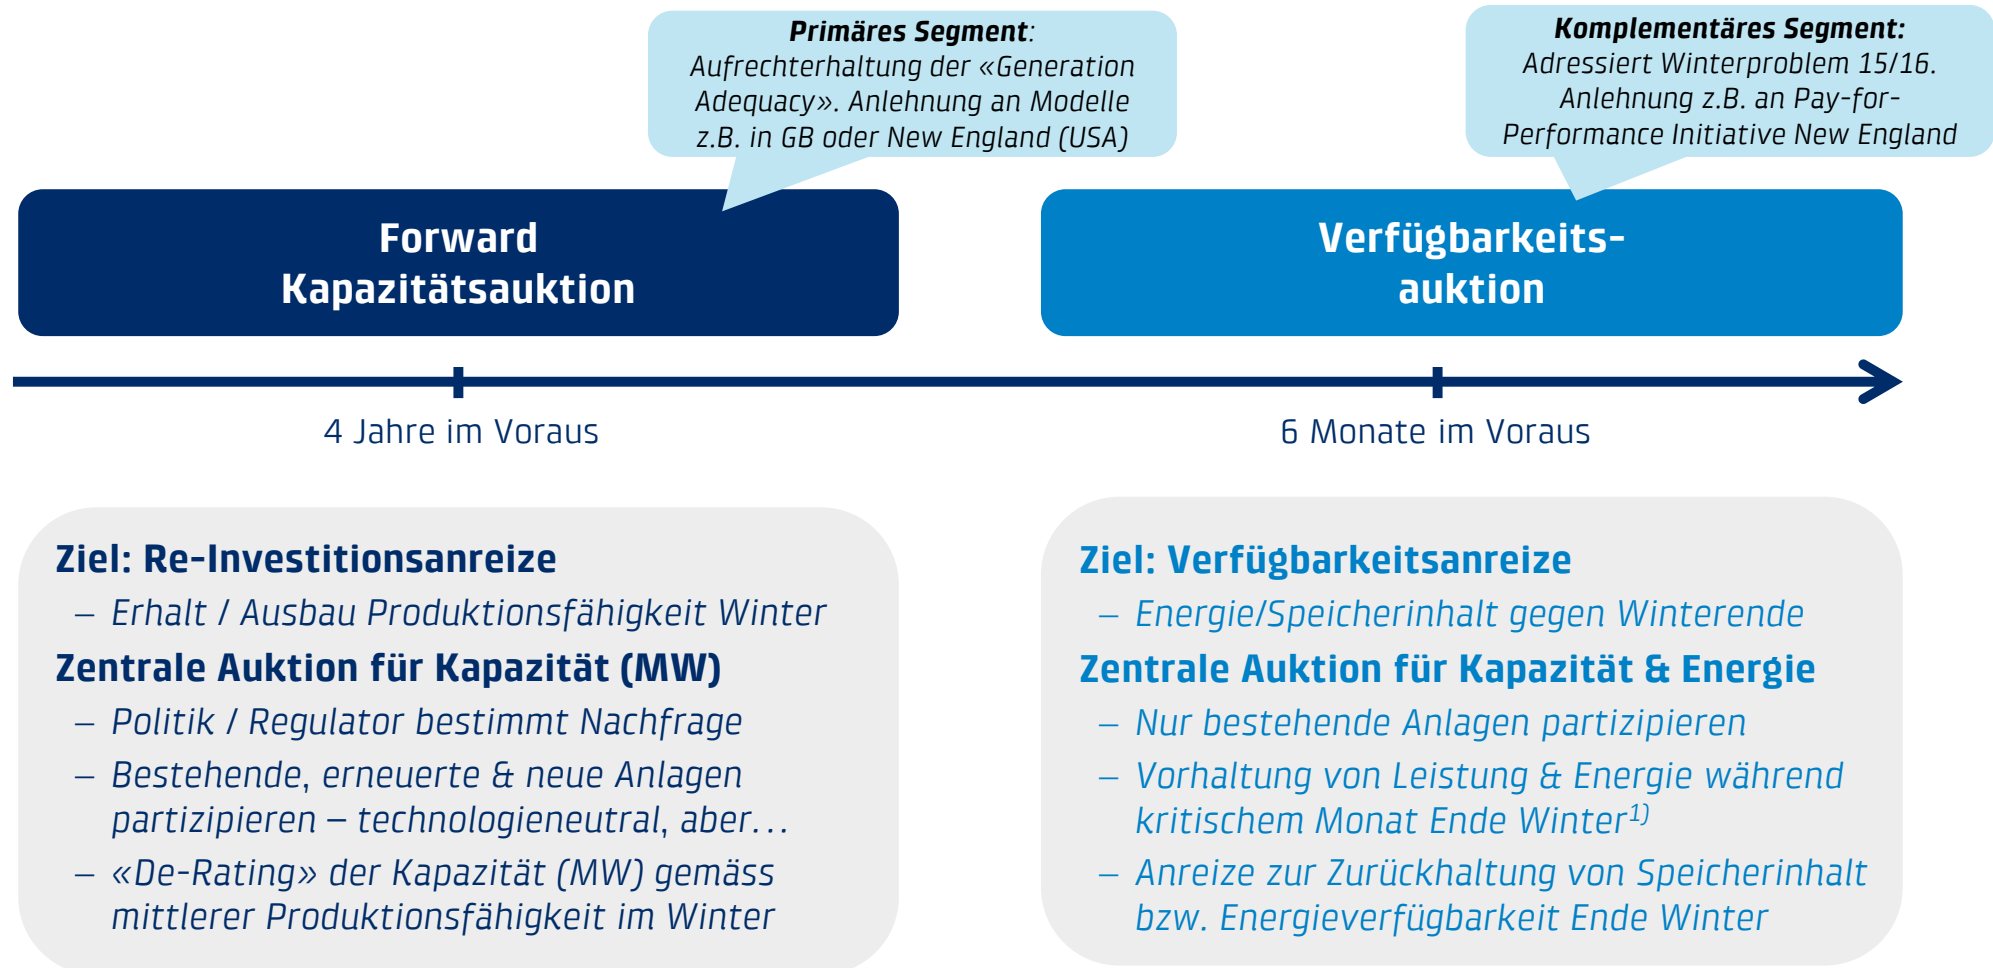 Primäres Segment:
Aufrechterhaltung der «Generation
Adequacy». Anlehnung an Modelle
z.B. in GB oder New England (USA)
Komplementäres Segment:
Adressiert Winterproblem 15/16.
Anlehnung z.B. an Pay-for-
Performance Initiative New England
Forward
Kapazitätsauktion
Verfügbarkeits-
auktion
4 Jahre im Voraus
6 Monate im Voraus
Ziel: Re-Investitionsanreize
– Erhalt / Ausbau Produktionsfähigkeit Winter
Zentrale Auktion für Kapazität (MW)
– Politik / Regulator bestimmt Nachfrage
– Bestehende, erneuerte & neue Anlagen
partizipieren – technologieneutral, aber…
– «De-Rating» der Kapazität (MW) gemäss
mittlerer Produktionsfähigkeit im Winter
Ziel: Verfügbarkeitsanreize
– Energie/Speicherinhalt gegen Winterende
Zentrale Auktion für Kapazität & Energie
– Nur bestehende Anlagen partizipieren
– Vorhaltung von Leistung & Energie während
kritischem Monat Ende Winter1)
– Anreize zur Zurückhaltung von Speicherinhalt
bzw. Energieverfügbarkeit Ende Winter